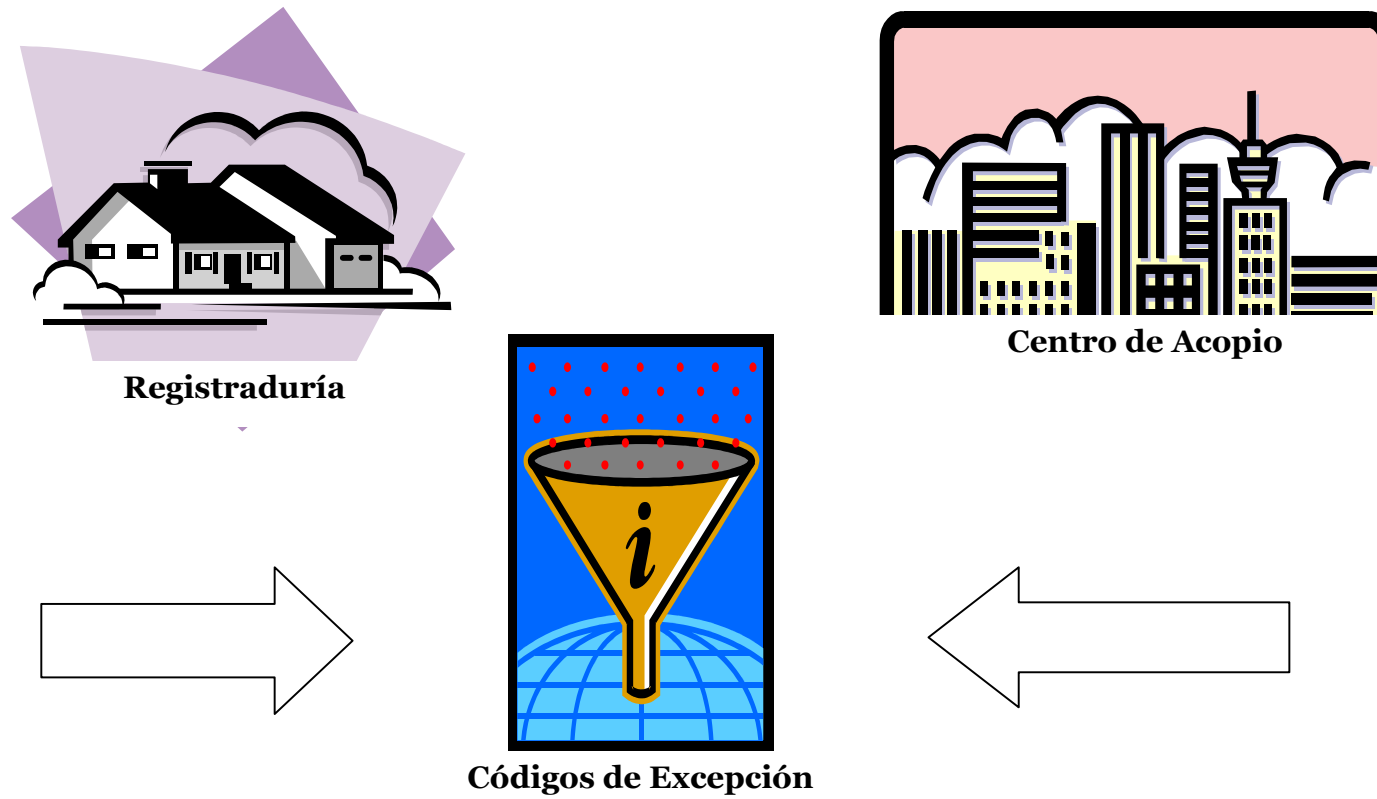 Centro de Acopio
Registraduría
i
Códigos de Excepción